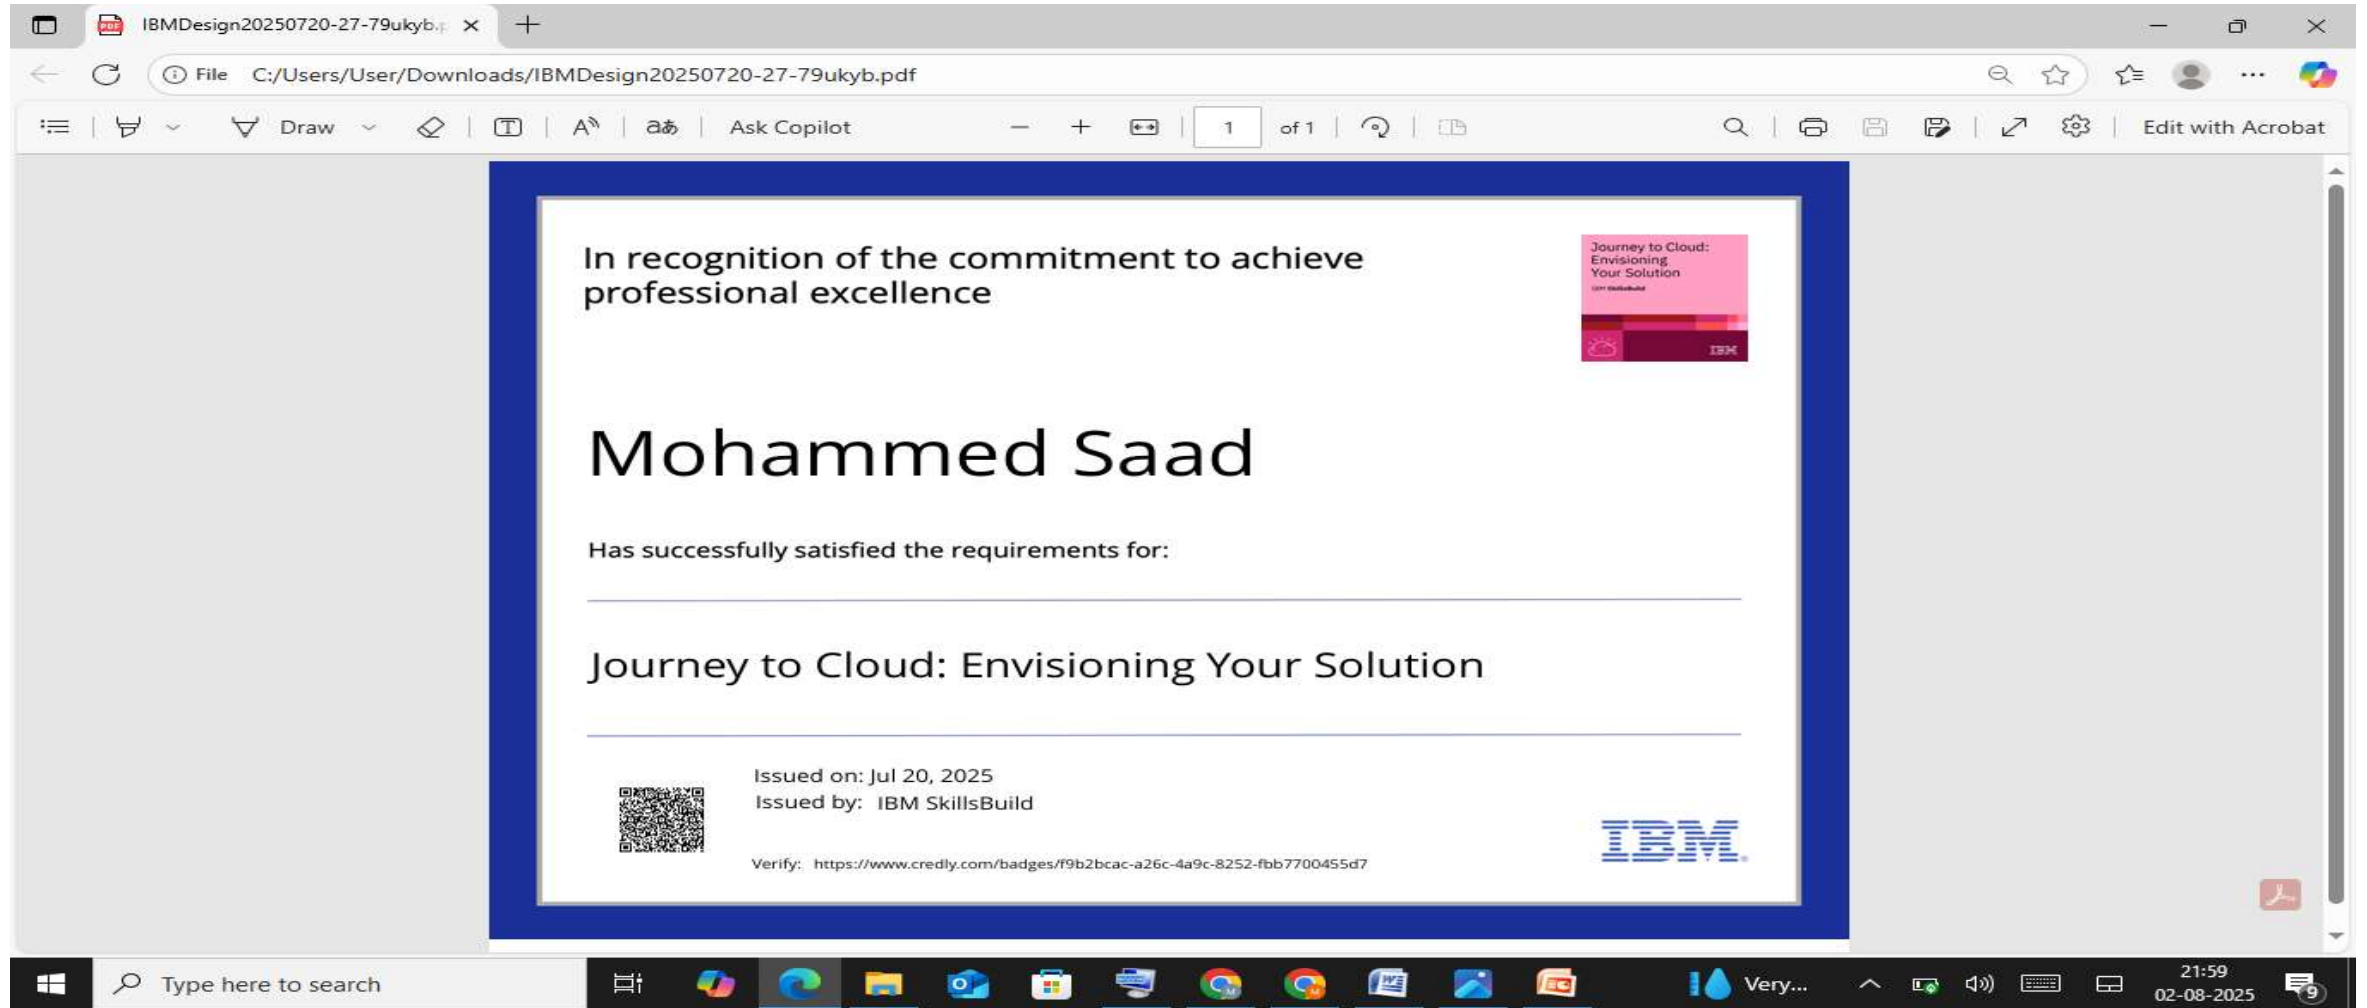 IBMDesign20250720-27-79ukyb.p
File C:/Users/User/Downloads/IBMDesign20250720-27-79ukyb.pdf
Draw Ask Copilot 1 of 1 Edit with Acrobat
In recognition of the commitment to achieve
professional excellence
Journey to Cloud:
Envisioning
Your Solution
IBM SkillsBuild
IBM
Mohammed Saad
Has successfully satisfied the requirements for:
Journey to Cloud: Envisioning Your Solution
Issued on: Jul 20, 2025
Issued by: IBM SkillsBuild
Verify: https://www.credly.com/badges/f9b2bcac-a26c-4a9c-8252-fbb7700455d7
IBM
Type here to search
Very...
21:59
02-08-2025
9